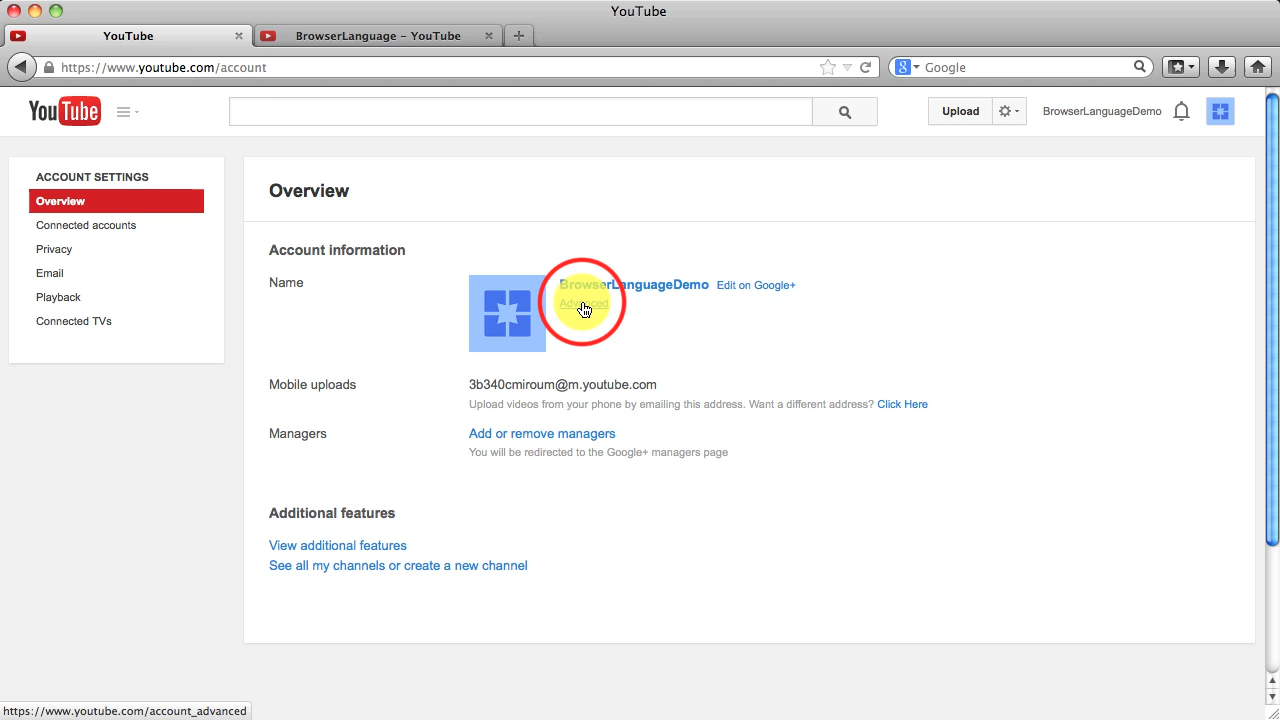 YouTube
YouTube
BrowserLanguage – YouTube
https://www.youtube.com/account
Google
YouTube
Upload
BrowserLanguageDemo
ACCOUNT SETTINGS
Overview
Connected accounts
Privacy
Email
Playback
Connected TVs
Overview
Account information
Name
BrowserLanguageDemo Edit on Google+
Advanced
Mobile uploads
3b340cmiroum@m.youtube.com
Upload videos from your phone by emailing this address. Want a different address? Click Here
Managers
Add or remove managers
You will be redirected to the Google+ managers page
Additional features
View additional features
See all my channels or create a new channel
https://www.youtube.com/account_advanced